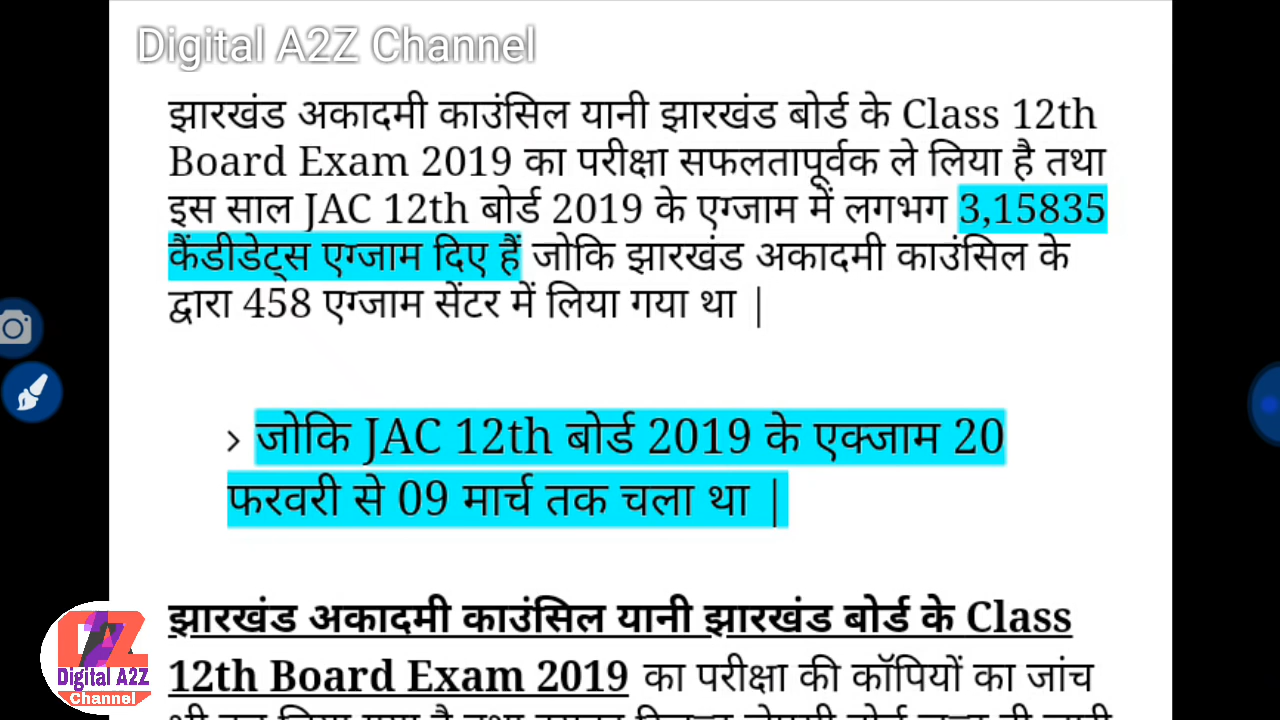 Digital A2Z Channel
झारखंड अकादमी काउंसिल यानी झारखंड बोर्ड के Class 12th
Board Exam 2019 का परीक्षा सफलतापूर्वक ले लिया है तथा
इस साल JAC 12th बोर्ड 2019 के एग्जाम में लगभग 3,15835
कैंडीडेट्स एग्जाम दिए हैं जोकि झारखंड अकादमी काउंसिल के
द्वारा 458 एग्जाम सेंटर में लिया गया था |
› जोकि JAC 12th बोर्ड 2019 के एक्जाम 20
फरवरी से 09 मार्च तक चला था |
झारखंड अकादमी काउंसिल यानी झारखंड बोर्ड के Class
12th Board Exam 2019 का परीक्षा की कॉपियों का जांच
A2Z
Digital A2Z
Channel